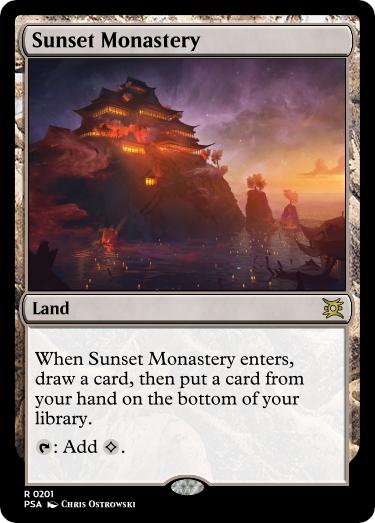 Sunset Monastery
Land
When Sunset Monastery enters,
draw a card, then put a card from
your hand on the bottom of your
library.
: Add .
R 0201
PSA Chris Ostrowski